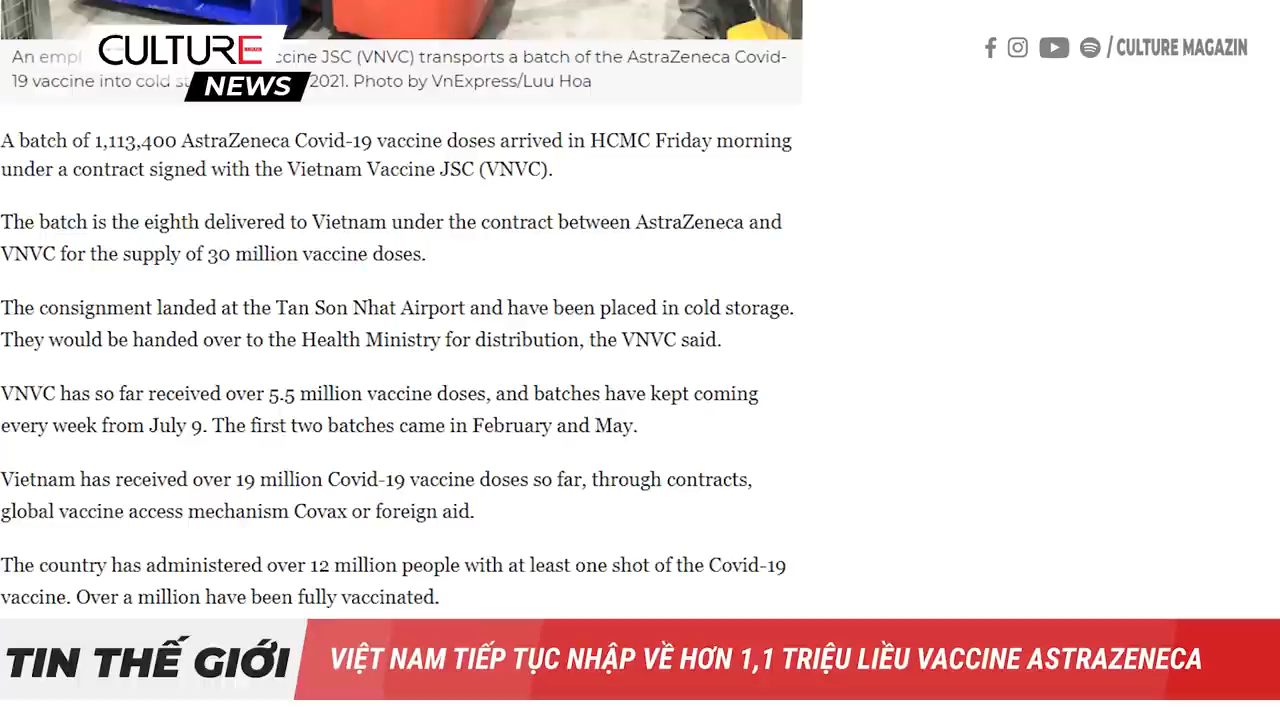 An empl
CULTURE
NEWS
ccine JSC (VNVC) transports a batch of the AstraZeneca Covid-
19 vaccine into cold st 2021. Photo by VnExpress/Luu Hoa
/ CULTURE MAGAZIN
A batch of 1,113,400 AstraZeneca Covid-19 vaccine doses arrived in HCMC Friday morning
under a contract signed with the Vietnam Vaccine JSC (VNVC).
The batch is the eighth delivered to Vietnam under the contract between AstraZeneca and
VNVC for the supply of 30 million vaccine doses.
The consignment landed at the Tan Son Nhat Airport and have been placed in cold storage.
They would be handed over to the Health Ministry for distribution, the VNVC said.
VNVC has so far received over 5.5 million vaccine doses, and batches have kept coming
every week from July 9. The first two batches came in February and May.
Vietnam has received over 19 million Covid-19 vaccine doses so far, through contracts,
global vaccine access mechanism Covax or foreign aid.
The country has administered over 12 million people with at least one shot of the Covid-19
vaccine. Over a million have been fully vaccinated.
TIN THẾ GIỚI
VIỆT NAM TIẾP TỤC NHẬP VỀ HƠN 1,1 TRIỆU LIỀU VACCINE ASTRAZENECA